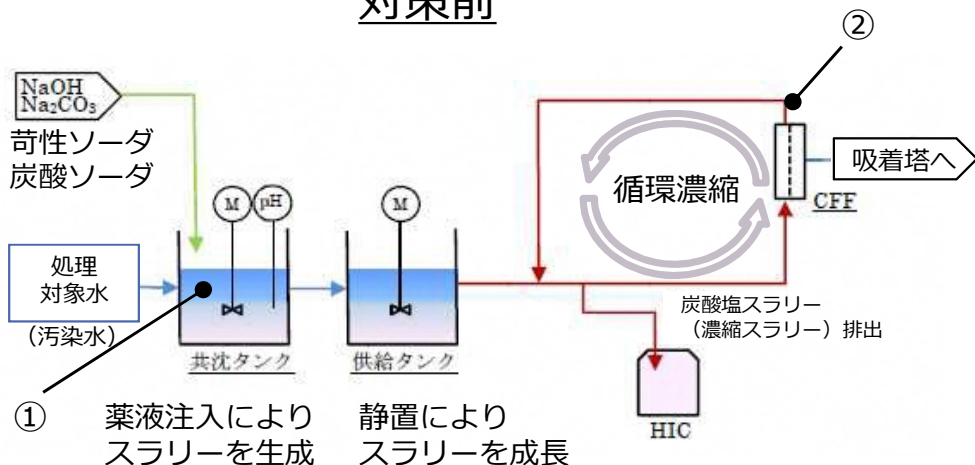 対策前
②
NaOH
Na₂CO₃
苛性ソーダ
炭酸ソーダ
吸着塔へ
循環濃縮
CFF
M
pH
M
処理
対象水
(汚染水)
炭酸塩スラリー
（濃縮スラリー）排出
共沈タンク
供給タンク
HIC
①
薬液注入により
スラリーを生成
静置により
スラリーを成長